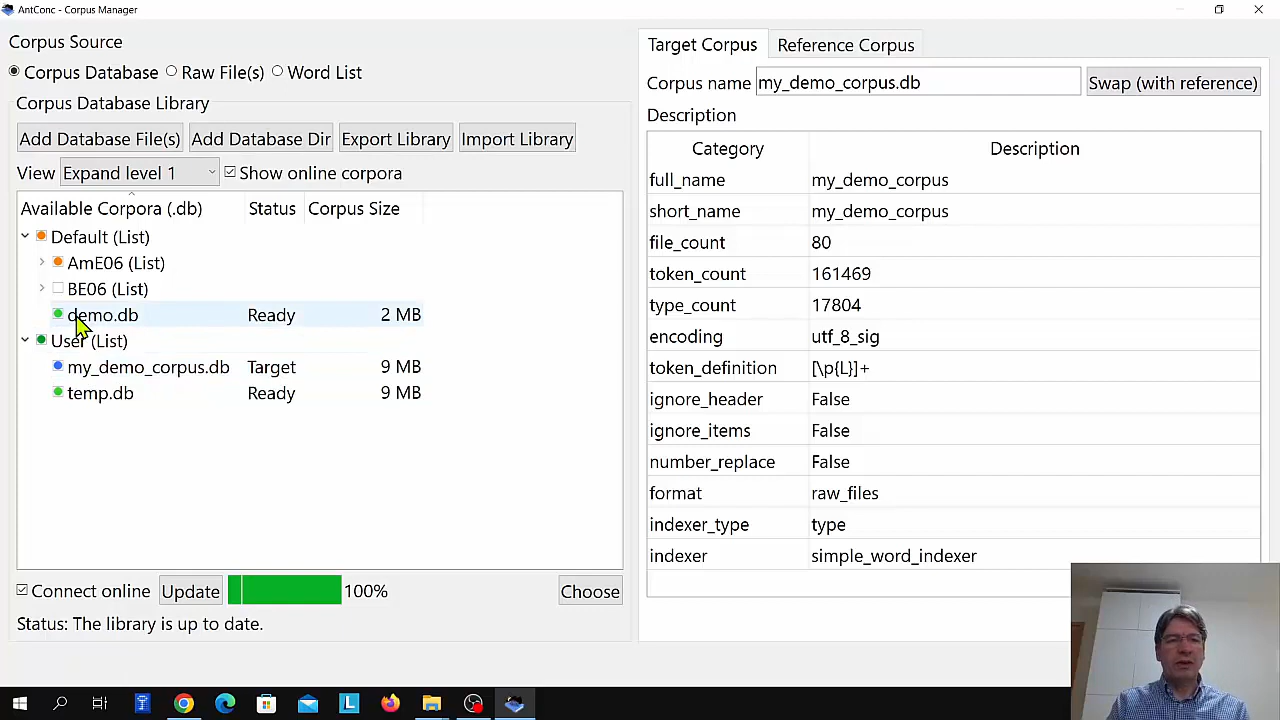 AntConc - Corpus Manager
Corpus Source
Corpus Database Raw File(s) Word List
Corpus Database Library
Add Database File(s) Add Database Dir Export Library Import Library
View Expand level 1 Show online corpora
Available Corpora (.db) Status Corpus Size
Default (List)
AmE06 (List)
BE06 (List)
demo.db Ready 2 MB
User (List)
my_demo_corpus.db Target 9 MB
temp.db Ready 9 MB
Connect online Update 100% Choose
Status: The library is up to date.
Target Corpus Reference Corpus
Corpus name my_demo_corpus.db Swap (with reference)
Description
Category Description
full_name my_demo_corpus
short_name my_demo_corpus
file_count 80
token_count 161469
type_count 17804
encoding utf_8_sig
token_definition [\p{L}]+
ignore_header False
ignore_items False
number_replace False
format raw_files
indexer_type type
indexer simple_word_indexer
L